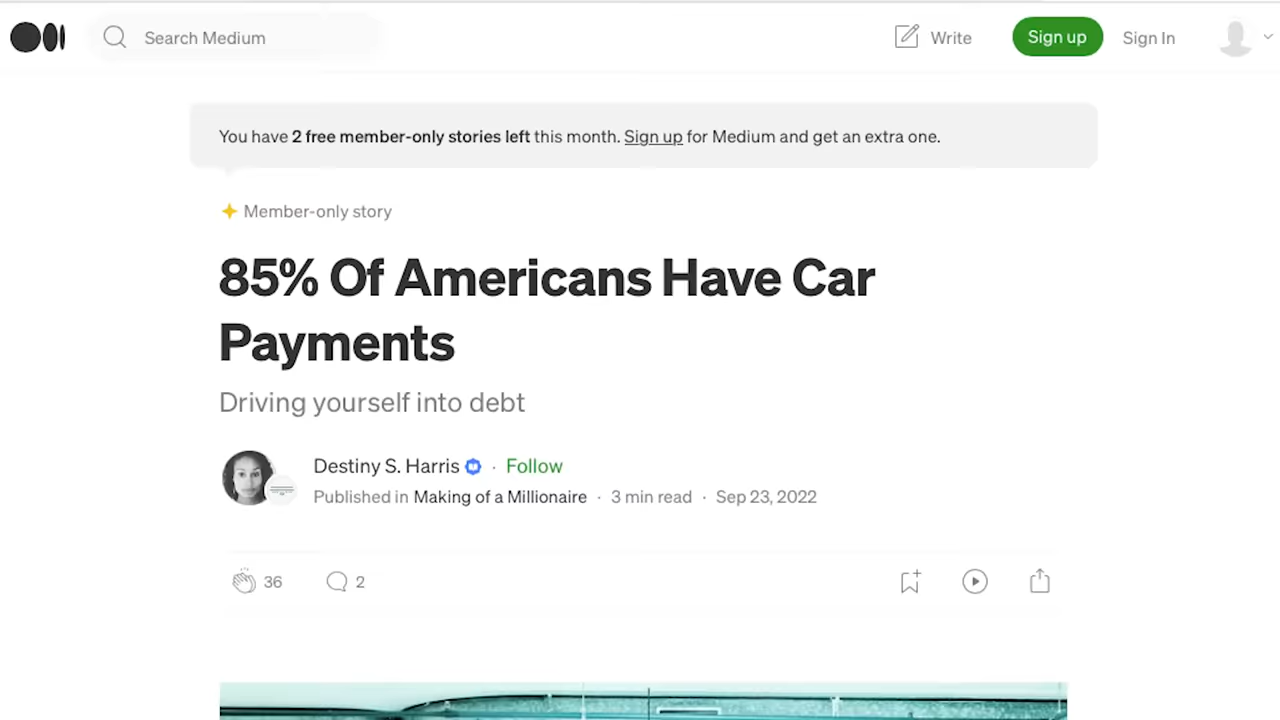 Search Medium
Write
Sign up
Sign In
You have 2 free member-only stories left this month. Sign up for Medium and get an extra one.
Member-only story
85% Of Americans Have Car
Payments
Driving yourself into debt
Destiny S. Harris · Follow
Published in Making of a Millionaire · 3 min read · Sep 23, 2022
36
2